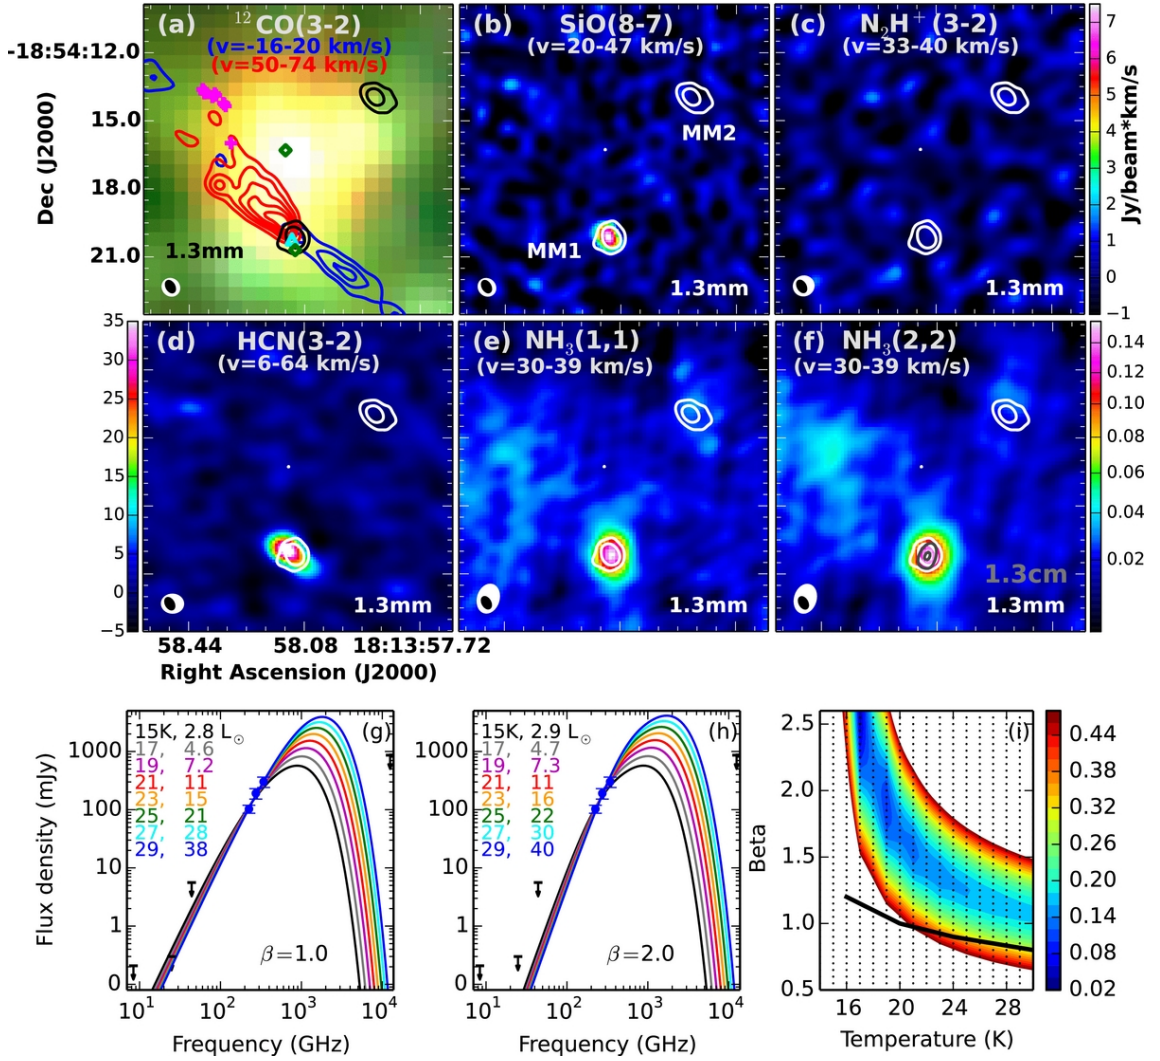 (a) ¹²CO(3-2)
(v=-16-20 km/s)
(v=50-74 km/s)
1.3mm
(b) SiO(8-7)
(v=20-47 km/s)
MM2
MM1
1.3mm
(c) N₂H⁺ (3-2)
(v=33-40 km/s)
1.3mm
7
6
5
4
3
2
1
0
−1
Jy/beam*km/s
-18:54:12.0
15.0
18.0
21.0
Dec (J2000)
35
30
25
20
15
10
5
0
−5
(d) HCN(3-2)
(v=6-64 km/s)
1.3mm
(e) NH₃(1,1)
(v=30-39 km/s)
1.3mm
(f) NH₃(2,2)
(v=30-39 km/s)
1.3cm
1.3mm
0.14
0.12
0.10
0.08
0.06
0.04
0.02
58.44 58.08 18:13:57.72
Right Ascension (J2000)
(g)
15K, 2.8 L⊙
17, 4.6
19, 7.2
21, 11
23, 15
25, 21
27, 28
29, 38
β=1.0
1000
100
10
1
0
Flux density (mJy)
10¹ 10² 10³ 10⁴
Frequency (GHz)
(h)
15K, 2.9 L⊙
17, 4.7
19, 7.3
21, 11
23, 16
25, 22
27, 30
29, 40
β=2.0
1000
100
10
1
0
10¹ 10² 10³ 10⁴
Frequency (GHz)
(i)
2.5
2.0
1.5
1.0
0.5
Beta
16 20 24 28
Temperature (K)
0.44
0.38
0.32
0.26
0.20
0.14
0.08
0.02